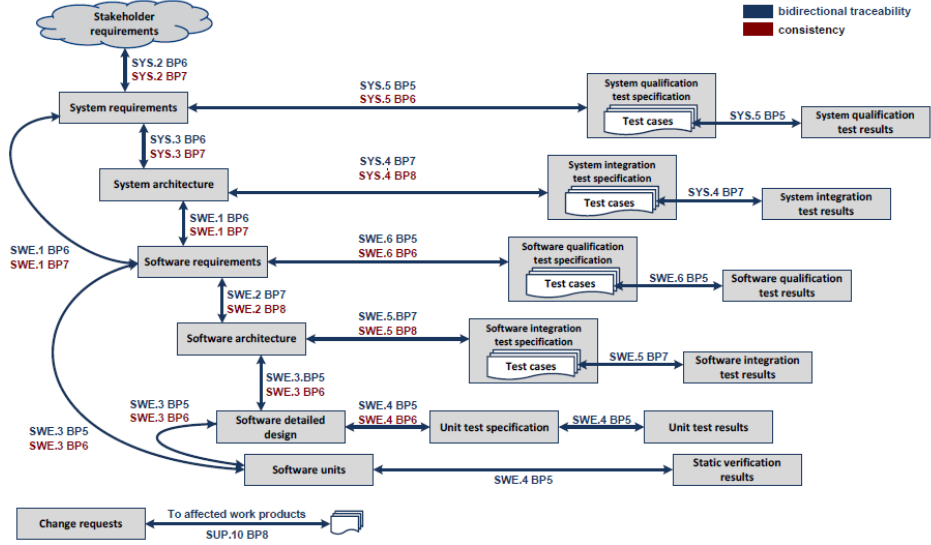 Stakeholder
requirements
bidirectional traceability
consistency
SYS.2 BP6
SYS.2 BP7
System requirements
SYS.5 BP5
SYS.5 BP6
System qualification
test specification
Test cases
SYS.5 BP5
System qualification
test results
SYS.3 BP6
SYS.3 BP7
System architecture
SYS.4 BP7
SYS.4 BP8
System integration
test specification
Test cases
SYS.4 BP7
System integration
test results
SWE.1 BP6
SWE.1 BP7
SWE.1 BP6
SWE.1 BP7
Software requirements
SWE.6 BP5
SWE.6 BP6
Software qualification
test specification
Test cases
SWE.6 BP5
Software qualification
test results
SWE.2 BP7
SWE.2 BP8
Software architecture
SWE.5.BP7
SWE.5 BP8
Software integration
test specification
Test cases
SWE.5 BP7
Software integration
test results
SWE.3.BP5
SWE.3 BP6
SWE.3 BP5
SWE.3 BP6
SWE.3 BP5
SWE.3 BP6
Software detailed
design
SWE.4 BP5
SWE.4 BP6
Unit test specification
SWE.4 BP5
Unit test results
Software units
SWE.4 BP5
Static verification
results
Change requests
To affected work products
SUP.10 BP8